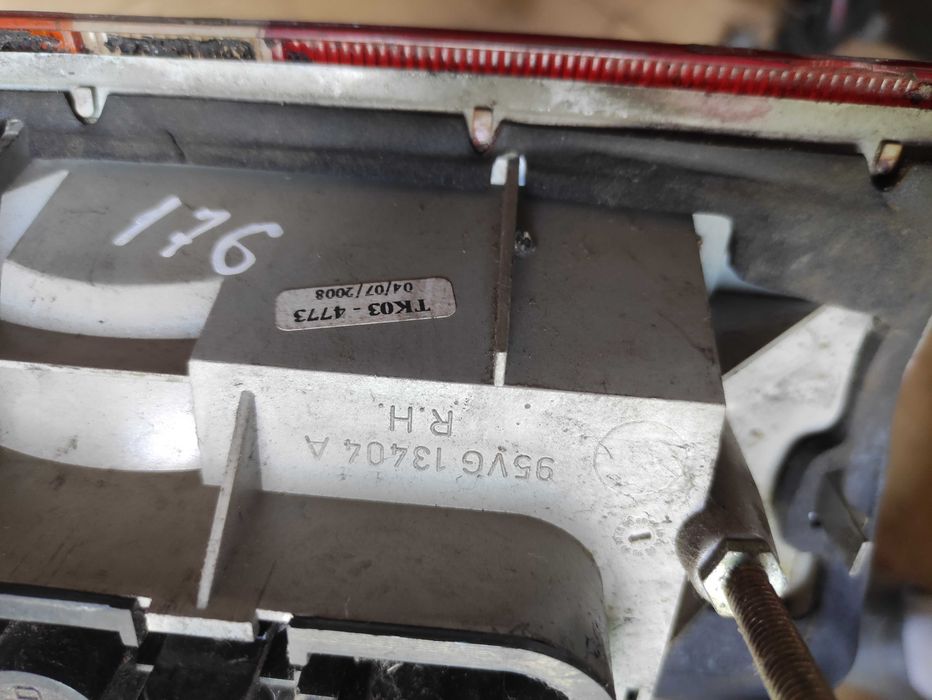 176
TK03 - 4773
04/07/2008
95VG 13404 A
R.H.